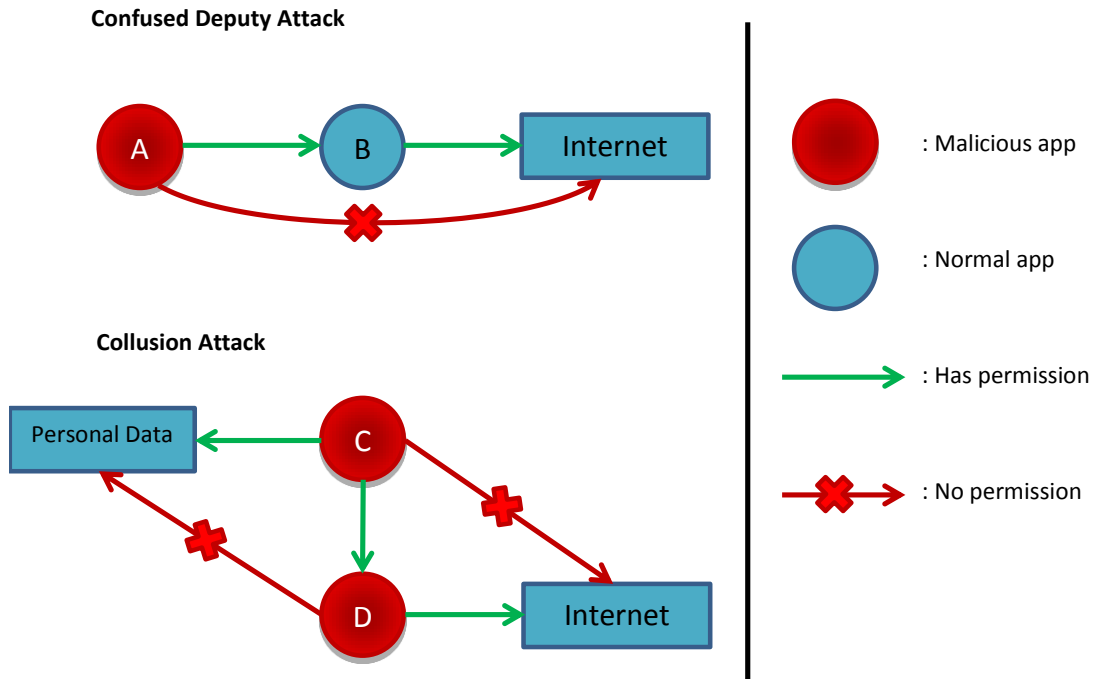 Confused Deputy Attack
A
B
Internet
Collusion Attack
Personal Data
C
D
Internet
: Malicious app
: Normal app
: Has permission
: No permission